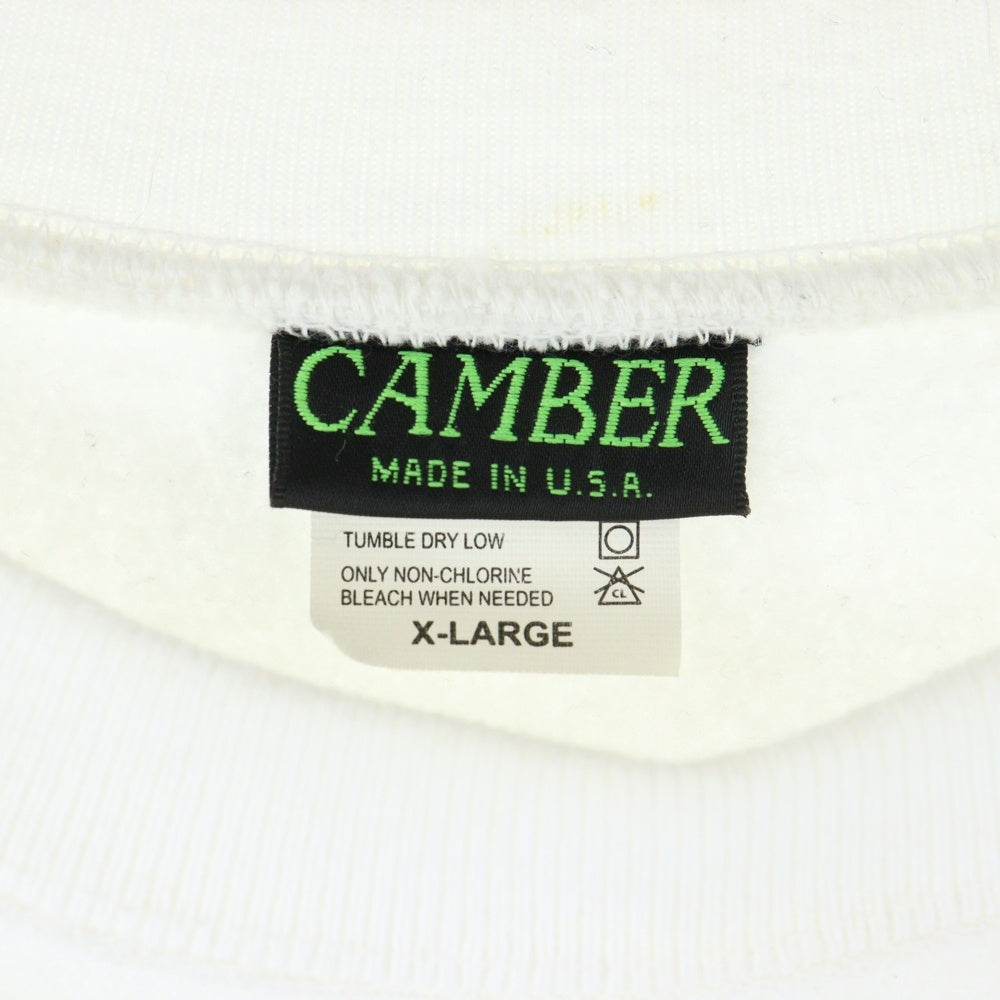 CAMBER
MADE IN U.S.A.
TUMBLE DRY LOW
ONLY NON-CHLORINE
BLEACH WHEN NEEDED
CL
X-LARGE